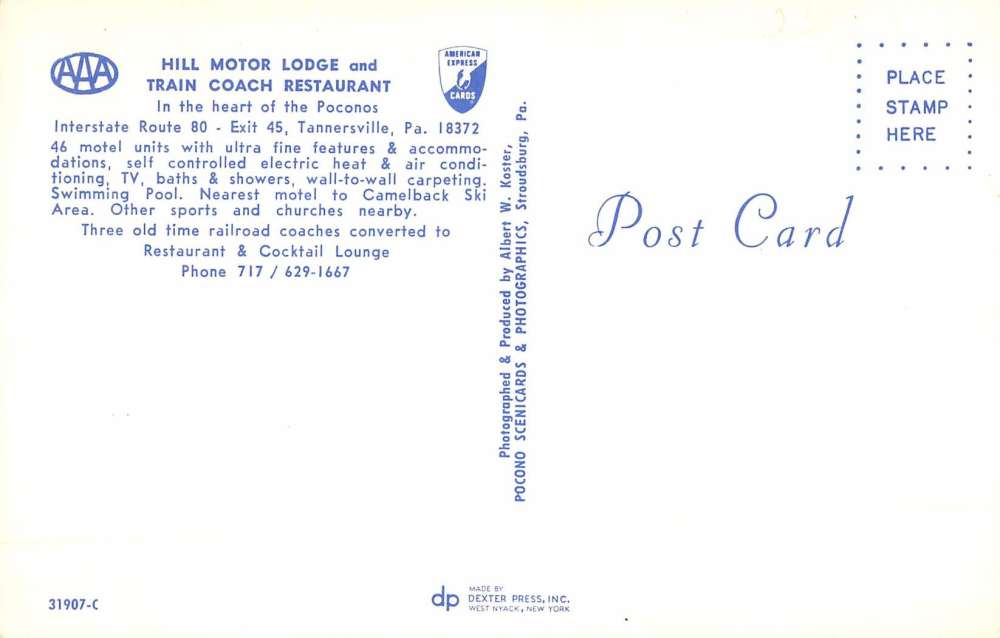 AAA
HILL MOTOR LODGE and
TRAIN COACH RESTAURANT
In the heart of the Poconos
Interstate Route 80 - Exit 45, Tannersville, Pa. 18372
46 motel units with ultra fine features & accommo-
dations, self controlled electric heat & air condi-
tioning, TV, baths & showers, wall-to-wall carpeting.
Swimming Pool. Nearest motel to Camelback Ski
Area. Other sports and churches nearby.
Three old time railroad coaches converted to
Restaurant & Cocktail Lounge
Phone 717 / 629-1667
AMERICAN
EXPRESS
CARDS
Photographed & Produced by Albert W. Koster,
POCONO SCENICARDS & PHOTOGRAPHICS, Stroudsburg, Pa.
PLACE
STAMP
HERE
Post Card
31907-C
dp
MADE BY
DEXTER PRESS, INC.
WEST NYACK, NEW YORK